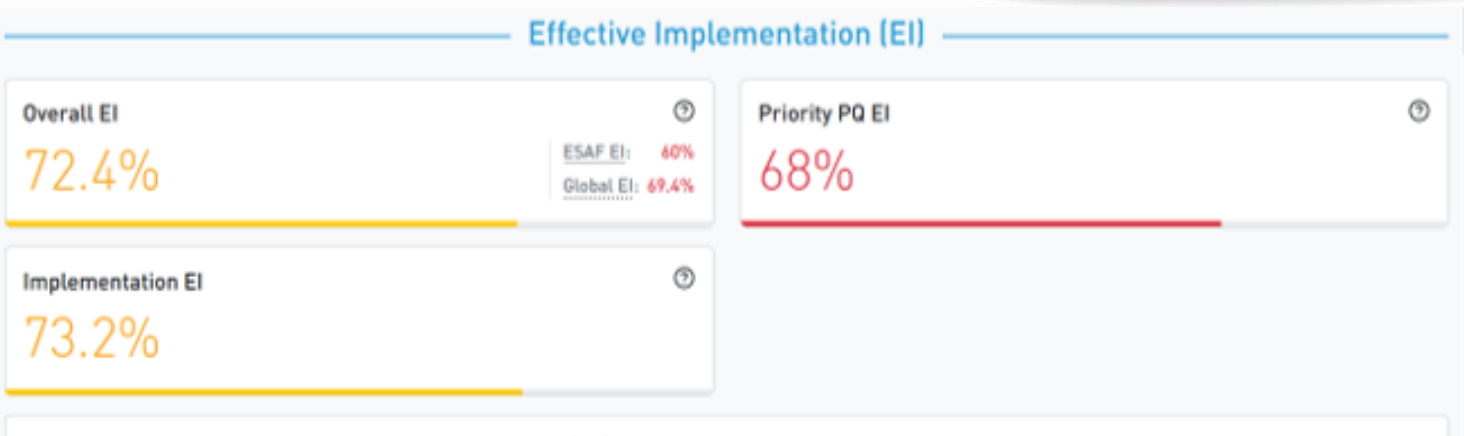 Effective Implementation (EI)
Overall EI
72.4%
ESAF EI: 60%
Global EI: 69.4%
Priority PQ EI
68%
Implementation EI
73.2%